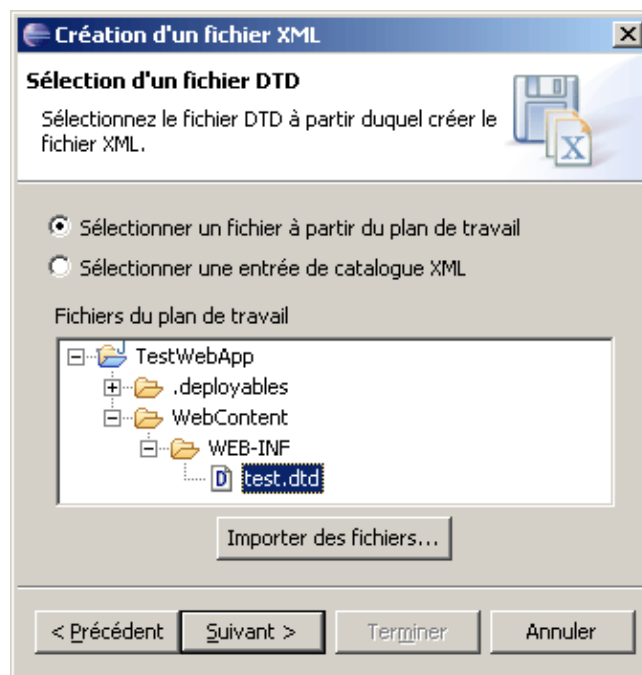 Création d'un fichier XML
Sélection d'un fichier DTD
Sélectionnez le fichier DTD à partir duquel créer le
fichier XML.
Sélectionner un fichier à partir du plan de travail
Sélectionner une entrée de catalogue XML
Fichiers du plan de travail
TestWebApp
.deployables
WebContent
WEB-INF
test.dtd
Importer des fichiers...
< Précédent Suivant > Terminer Annuler